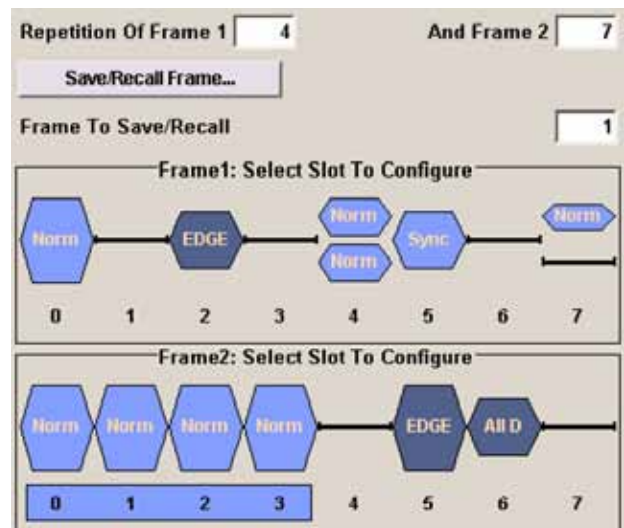 Repetition Of Frame 1 4 And Frame 2 7
Save/Recall Frame...
Frame To Save/Recall 1
Frame1: Select Slot To Configure
Norm EDGE Norm Norm Sync Norm
0 1 2 3 4 5 6 7
Frame2: Select Slot To Configure
Norm Norm Norm Norm EDGE All D
0 1 2 3 4 5 6 7